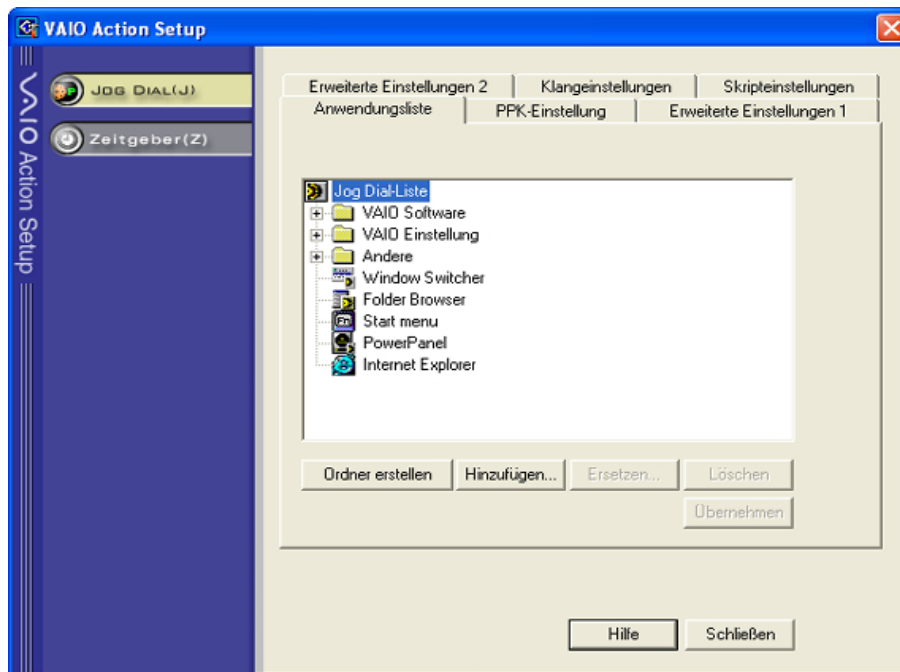 VAIO Action Setup
JOG DIAL(J)
Zeitgeber(Z)
VAIO Action Setup
Erweiterte Einstellungen 2
Klangeinstellungen
Skripteinstellungen
Anwendungsliste
PPK-Einstellung
Erweiterte Einstellungen 1
Jog Dial-Liste
VAIO Software
VAIO Einstellung
Andere
Window Switcher
Folder Browser
Start menu
PowerPanel
Internet Explorer
Ordner erstellen
Hinzufügen...
Ersetzen...
Löschen
Übernehmen
Hilfe
Schließen